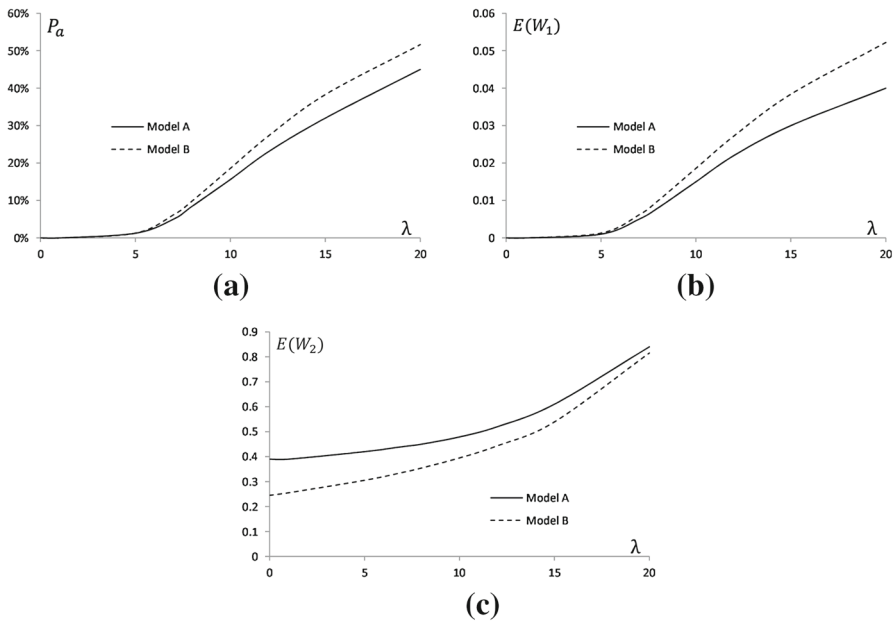 60%
50%
40%
30%
20%
10%
0%
P_a
Model A
Model B
λ
0 5 10 15 20
(a)
0.06
0.05
0.04
0.03
0.02
0.01
0
E(W_1)
Model A
Model B
λ
0 5 10 15 20
(b)
0.9
0.8
0.7
0.6
0.5
0.4
0.3
0.2
0.1
0
E(W_2)
Model A
Model B
λ
0 5 10 15 20
(c)